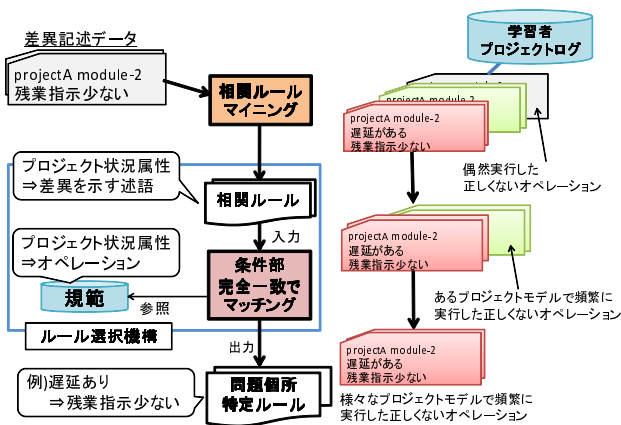 差異記述データ
projectA module-2
残業指示少ない
相関ルール
マイニング
プロジェクト状況属性
⇒差異を示す述語
相関ルール
入力
プロジェクト状況属性
⇒オペレーション
規範
参照
条件部
完全一致で
マッチング
ルール選択機構
出力
例)遅延あり
⇒残業指示少ない
問題個所
特定ルール
学習者
プロジェクトログ
projectA module-2
projectA module-2
遅延がある
残業指示少ない
偶然実行した
正しくないオペレーション
projectA module-2
遅延がある
残業指示少ない
あるプロジェクトモデルで頻繁に
実行した正しくないオペレーション
projectA module-2
遅延がある
残業指示少ない
様々なプロジェクトモデルで頻繁に
実行した正しくないオペレーション